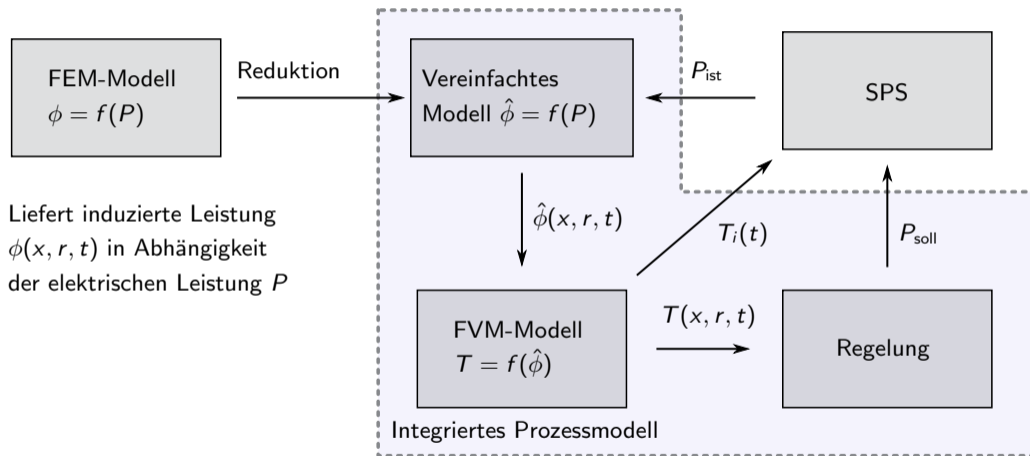 FEM-Modell
ϕ = f(P)
Reduktion
Vereinfachtes
Modell ϕ̂ = f(P)
P_ist
SPS
Liefert induzierte Leistung
ϕ(x, r, t) in Abhängigkeit
der elektrischen Leistung P
ϕ̂(x, r, t)
T_i(t)
P_soll
FVM-Modell
T = f(ϕ̂)
T(x, r, t)
Regelung
Integriertes Prozessmodell